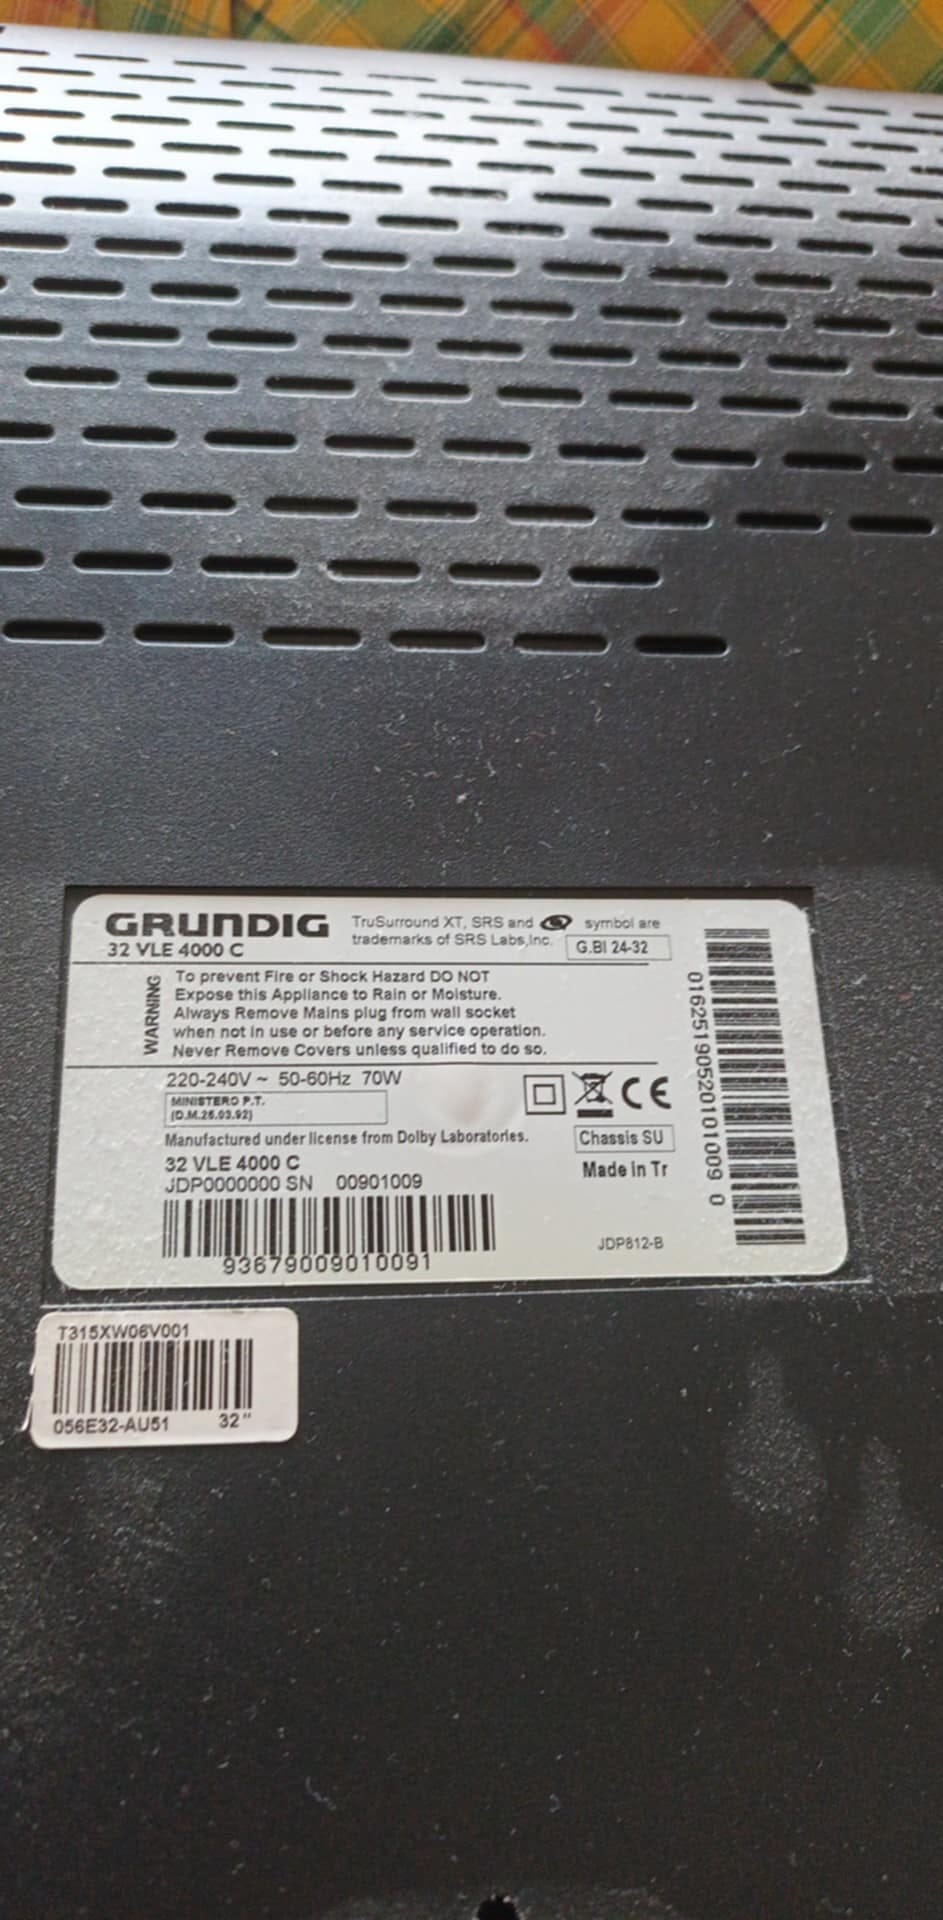 GRUNDIG
32 VLE 4000 C
TruSurround XT, SRS and symbol are
trademarks of SRS Labs,Inc.
G.BI 24-32
WARNING
To prevent Fire or Shock Hazard DO NOT
Expose this Appliance to Rain or Moisture.
Always Remove Mains plug from wall socket
when not in use or before any service operation.
Never Remove Covers unless qualified to do so.
220-240V ~ 50-60Hz 70W
MINISTERO P.T.
(D.M.26.03.92)
CE
Manufactured under license from Dolby Laboratories.
Chassis SU
32 VLE 4000 C
Made in Tr
JDP0000000 SN 00901009
93679009010091
JDP812-B
01625190520101009 0
T315XW06V001
056E32-AU51 32"